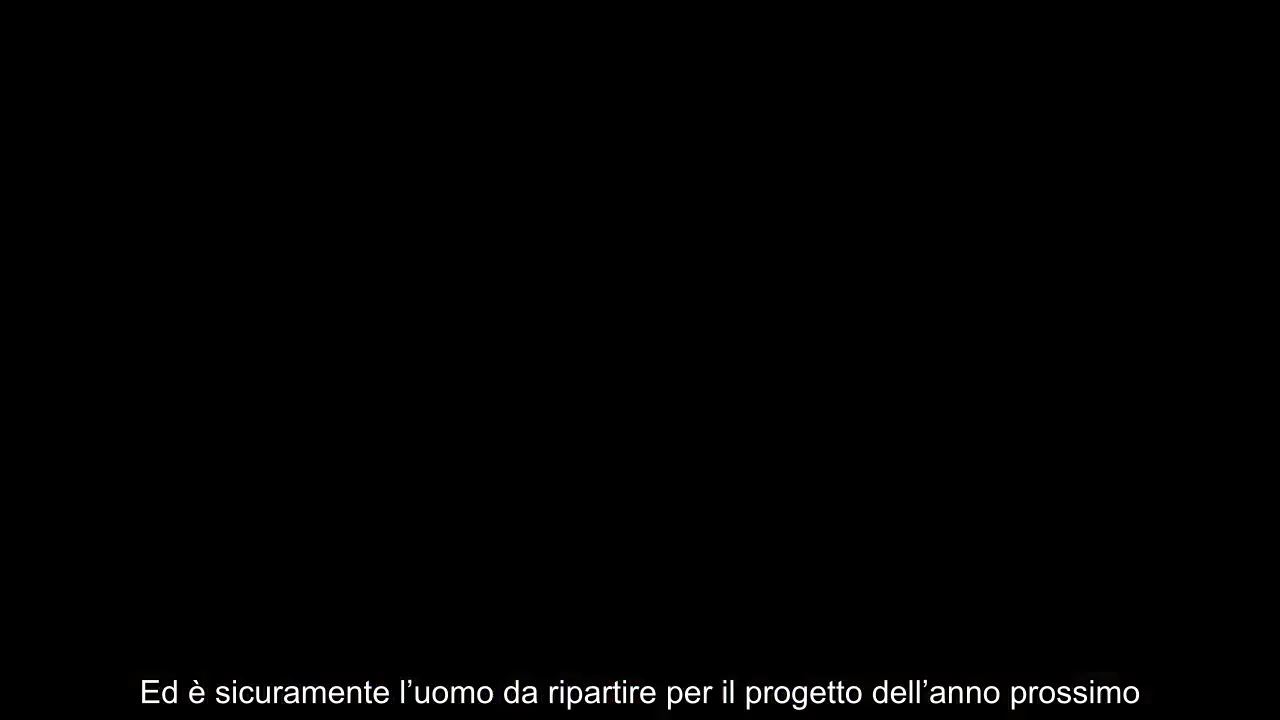 Ed è sicuramente l’uomo da ripartire per il progetto dell’anno prossimo